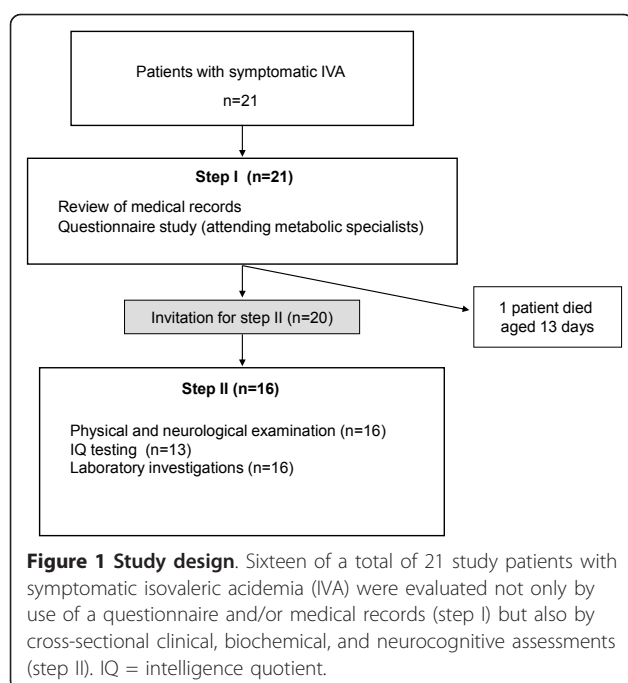 Patients with symptomatic IVA
n=21
Step I (n=21)
Review of medical records
Questionnaire study (attending metabolic specialists)
Invitation for step II (n=20)
1 patient died
aged 13 days
Step II (n=16)
Physical and neurological examination (n=16)
IQ testing (n=13)
Laboratory investigations (n=16)
Figure 1 Study design. Sixteen of a total of 21 study patients with
symptomatic isovaleric acidemia (IVA) were evaluated not only by
use of a questionnaire and/or medical records (step I) but also by
cross-sectional clinical, biochemical, and neurocognitive assessments
(step II). IQ = intelligence quotient.